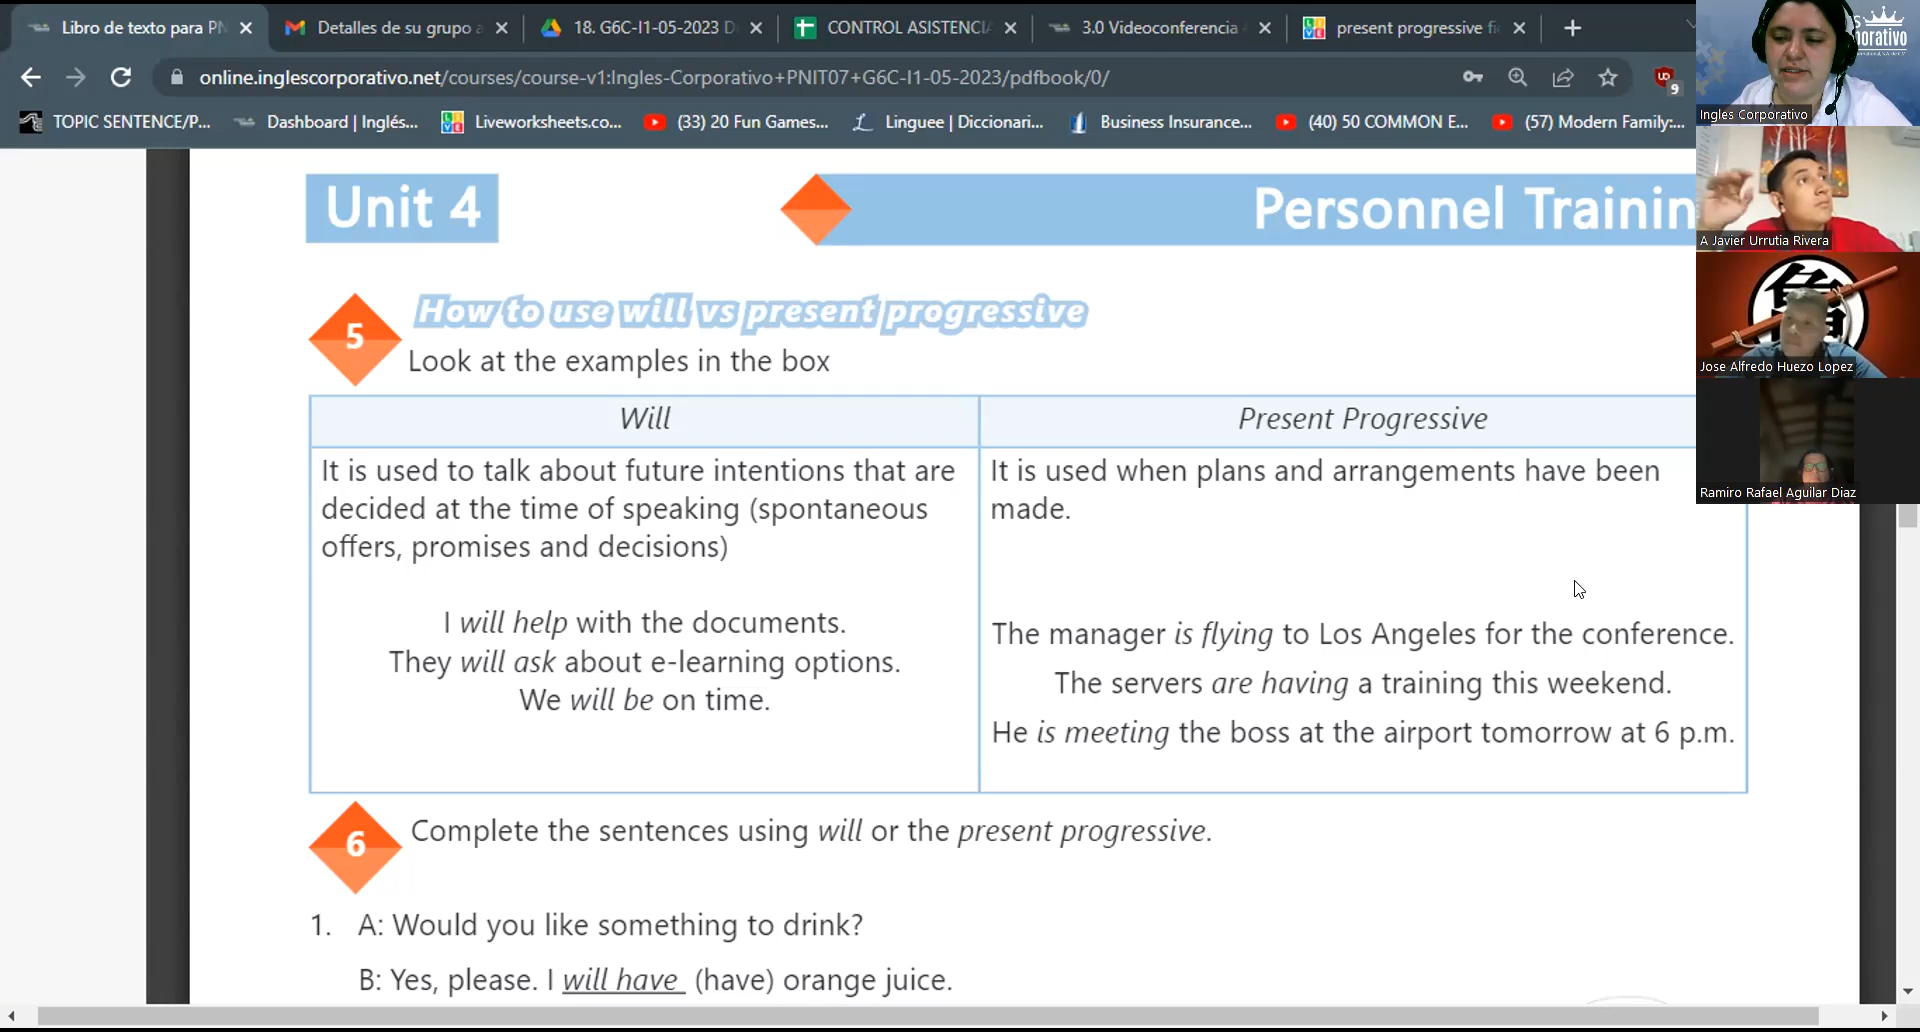 Libro de texto para PN
Detalles de su grupo a
18. G6C-I1-05-2023 D
CONTROL ASISTENCIA
3.0 Videoconferencia
present progressive fi
online.inglescorporativo.net/courses/course-v1:Ingles-Corporativo+PNIT07+G6C-I1-05-2023/pdfbook/0/
9
TOPIC SENTENCE/P...
Dashboard | Inglés...
Liveworksheets.co...
(33) 20 Fun Games...
Linguee | Diccionari...
Business Insurance...
(40) 50 COMMON E...
(57) Modern Family:...
Ingles Corporativo
A Javier Urrutia Rivera
Jose Alfredo Huezo Lopez
Ramiro Rafael Aguilar Diaz
Unit 4
Personnel Trainin
5
How to use will vs present progressive
Look at the examples in the box
Will
Present Progressive
It is used to talk about future intentions that are
decided at the time of speaking (spontaneous
offers, promises and decisions)
I will help with the documents.
They will ask about e-learning options.
We will be on time.
It is used when plans and arrangements have been
made.
The manager is flying to Los Angeles for the conference.
The servers are having a training this weekend.
He is meeting the boss at the airport tomorrow at 6 p.m.
6
Complete the sentences using will or the present progressive.
1. A: Would you like something to drink?
B: Yes, please. I will have (have) orange juice.